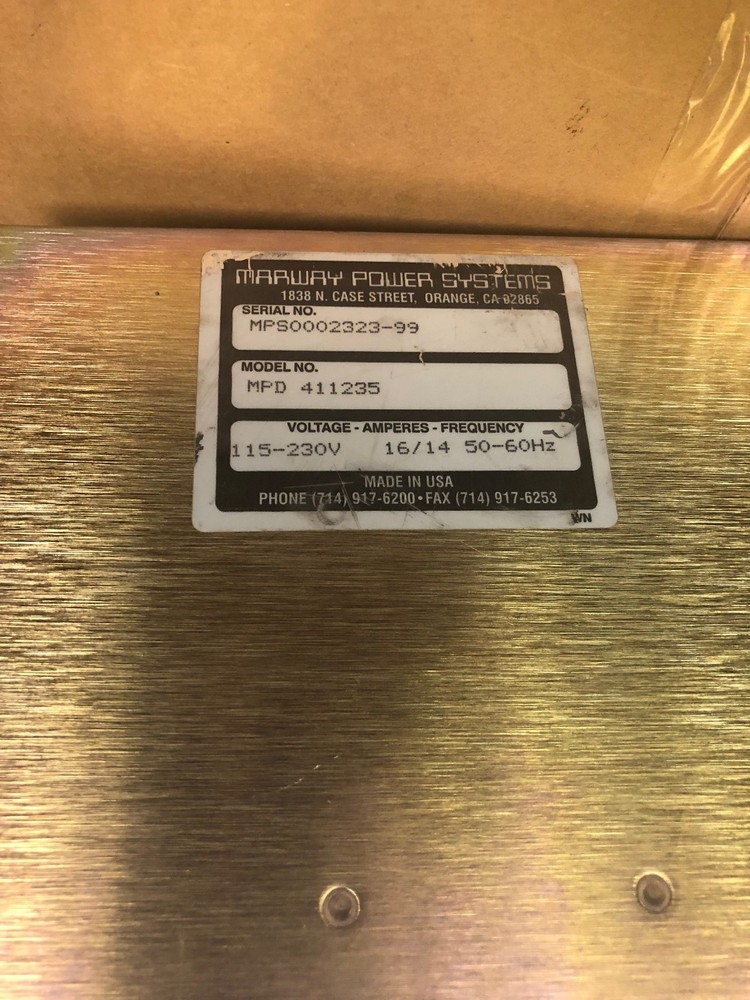 MARWAY POWER SYSTEMS
1838 N. CASE STREET, ORANGE, CA 92865
SERIAL NO.
MPS0002323-99
MODEL NO.
MPD 411235
VOLTAGE - AMPERES - FREQUENCY
115-230V 16/14 50-60Hz
MADE IN USA
PHONE (714) 917-6200 • FAX (714) 917-6253
WN